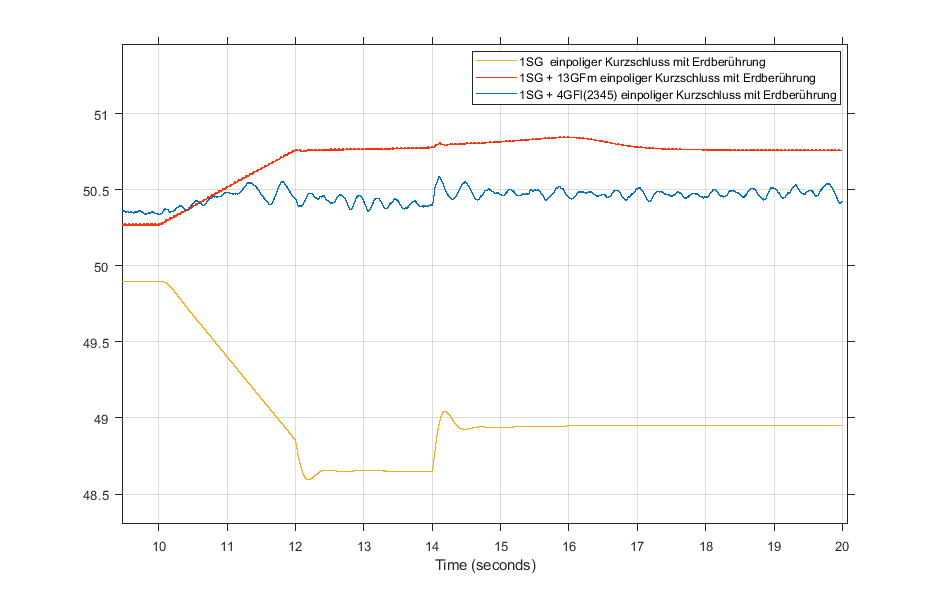 1SG einpoliger Kurzschluss mit Erdberührung
1SG + 13GFm einpoliger Kurzschluss mit Erdberührung
1SG + 4GFl(2345) einpoliger Kurzschluss mit Erdberührung
51
50.5
50
49.5
49
48.5
10 11 12 13 14 15 16 17 18 19 20
Time (seconds)